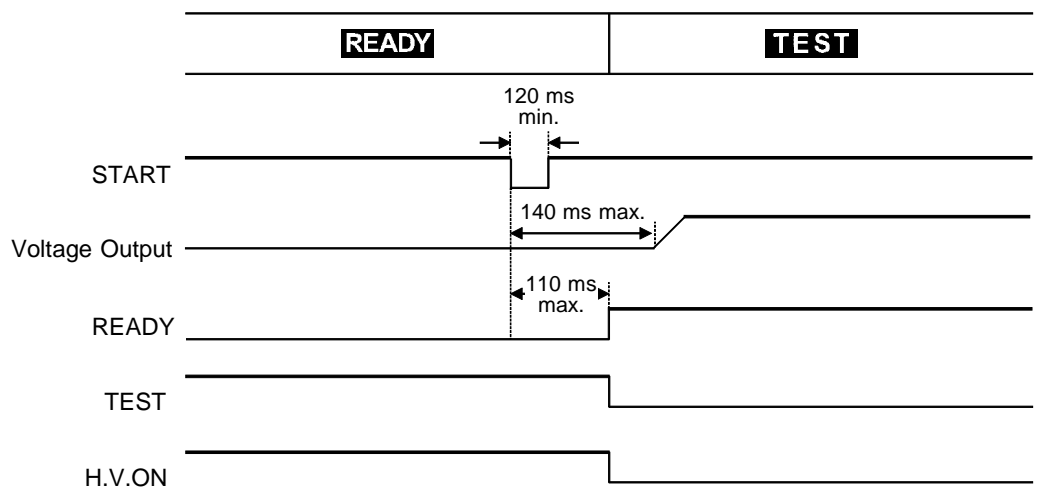 READY
TEST
120 ms
min.
START
140 ms max.
Voltage Output
110 ms
max.
READY
TEST
H.V.ON